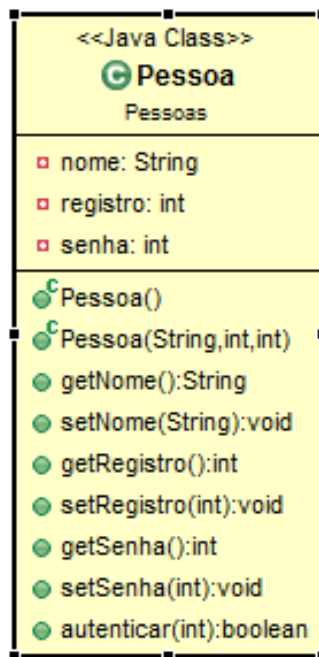 <<Java Class>>
C Pessoa
Pessoas
nome: String
registro: int
senha: int
C Pessoa()
C Pessoa(String,int,int)
getNome():String
setNome(String):void
getRegistro():int
setRegistro(int):void
getSenha():int
setSenha(int):void
autenticar(int):boolean